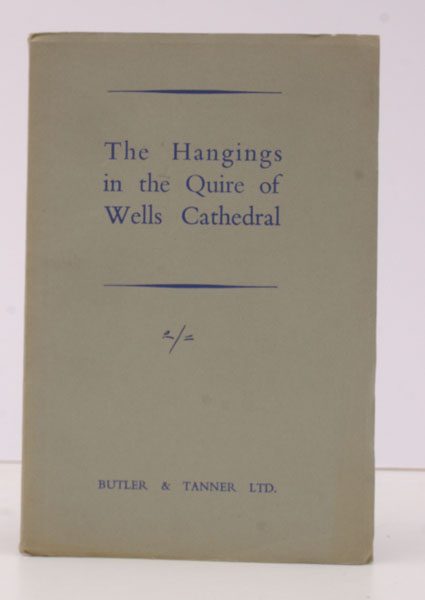 The Hangings
in the Quire of
Wells Cathedral
2/=
BUTLER & TANNER LTD.